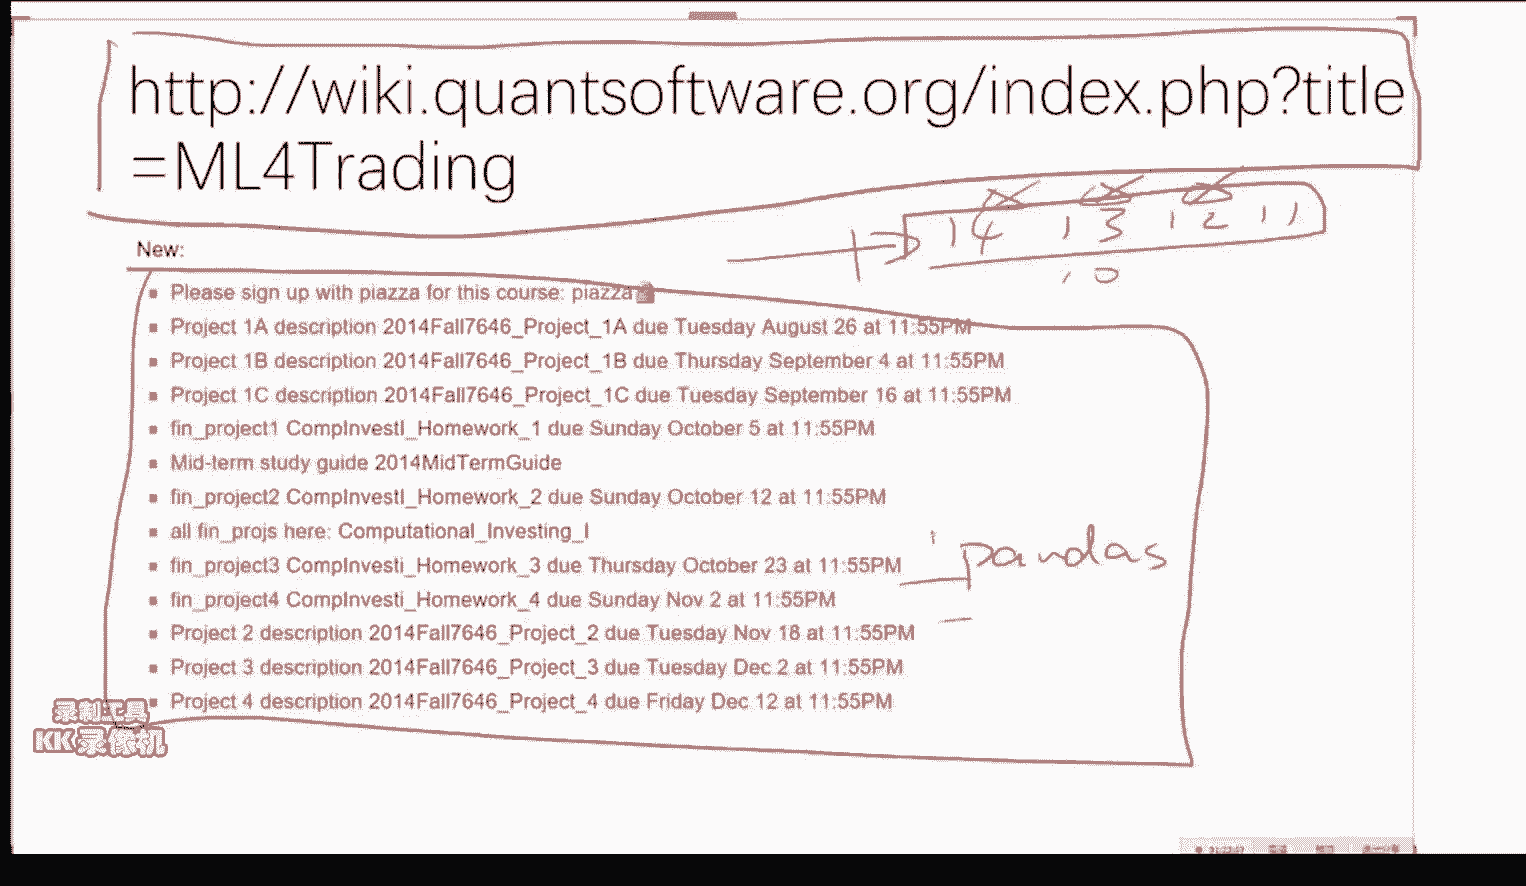 http://wiki.quantsoftware.org/index.php?title
=ML4Trading
14 13 12 11
10
New:
Please sign up with piazza for this course: piazza
Project 1A description 2014Fall7646_Project_1A due Tuesday August 26 at 11:55PM
Project 1B description 2014Fall7646_Project_1B due Thursday September 4 at 11:55PM
Project 1C description 2014Fall7646_Project_1C due Tuesday September 16 at 11:55PM
fin_project1 CompInvestI_Homework_1 due Sunday October 5 at 11:55PM
Mid-term study guide 2014MidTermGuide
fin_project2 CompInvestI_Homework_2 due Sunday October 12 at 11:55PM
all fin_projs here: Computational_Investing_I
fin_project3 CompInvesti_Homework_3 due Thursday October 23 at 11:55PM
pandas
fin_project4 CompInvesti_Homework_4 due Sunday Nov 2 at 11:55PM
Project 2 description 2014Fall7646_Project_2 due Tuesday Nov 18 at 11:55PM
Project 3 description 2014Fall7646_Project_3 due Tuesday Dec 2 at 11:55PM
Project 4 description 2014Fall7646_Project_4 due Friday Dec 12 at 11:55PM
录制工具
KK录像机